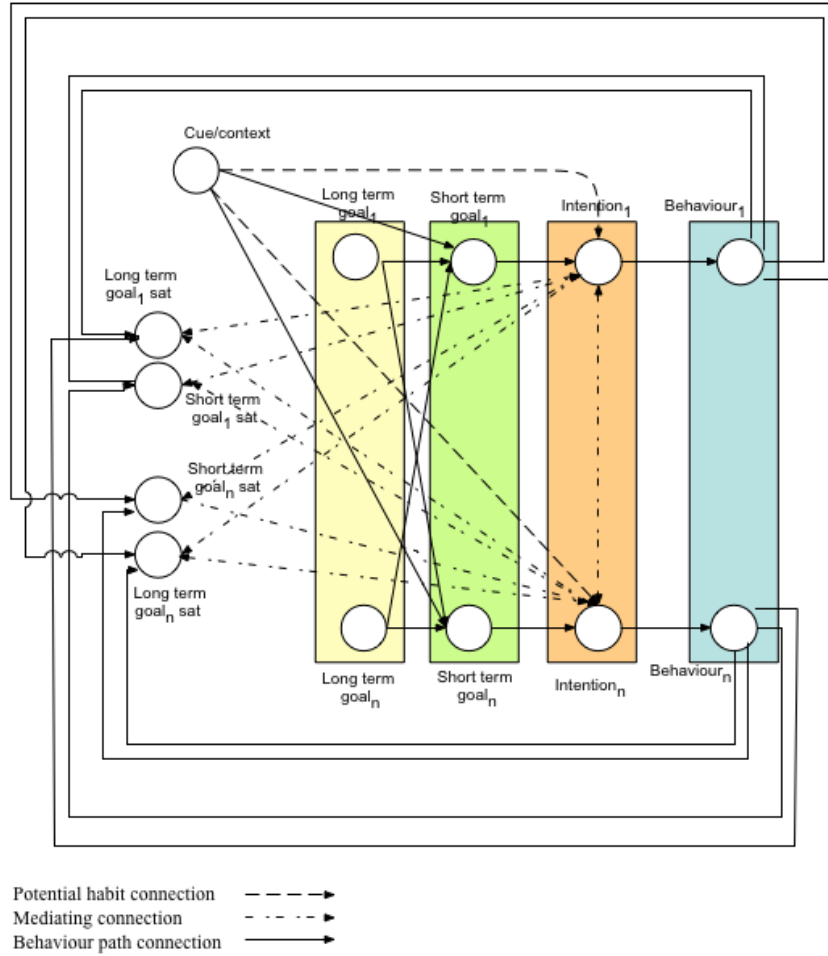 Cue/context
Long term
goal1
Short term
goal1
Intention1
Behaviour1
Long term
goal1 sat
Short term
goal1 sat
Short term
goaln sat
Long term
goaln sat
Long term
goaln
Short term
goaln
Intentionn
Behaviourn
Potential habit connection
Mediating connection
Behaviour path connection